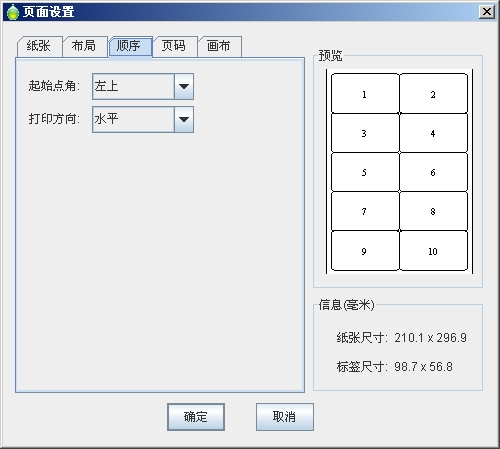 页面设置
纸张 布局 顺序 页码 画布
起始点角: 左上
打印方向: 水平
预览
1 2
3 4
5 6
7 8
9 10
信息(毫米)
纸张尺寸: 210.1 x 296.9
标签尺寸: 98.7 x 56.8
确定 取消